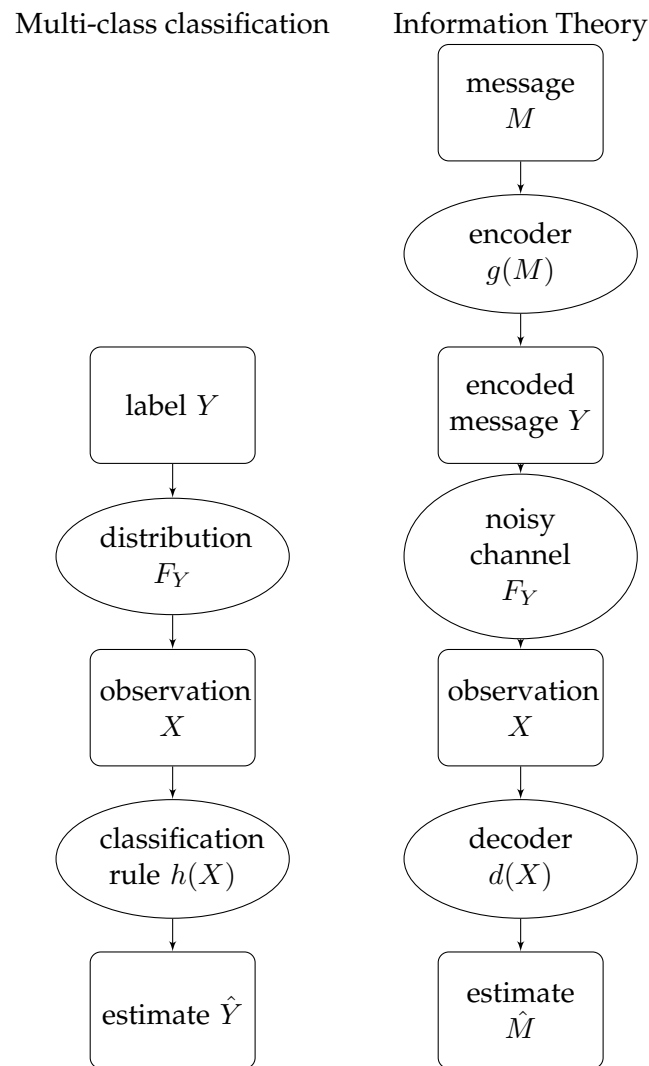 Multi-class classification
label Y
distribution
F_Y
observation
X
classification
rule h(X)
estimate Ŷ
Information Theory
message
M
encoder
g(M)
encoded
message Y
noisy
channel
F_Y
observation
X
decoder
d(X)
estimate
M̂